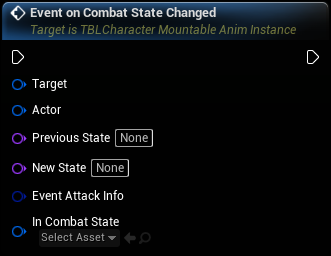 Event on Combat State Changed
Target is TBLCharacter Mountable Anim Instance
Target
Actor
Previous State None
New State None
Event Attack Info
In Combat State
Select Asset